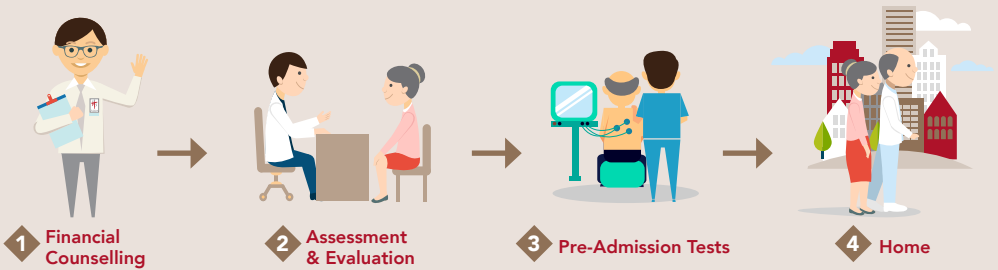 1 Financial
Counselling
2 Assessment
& Evaluation
3 Pre-Admission Tests
4 Home